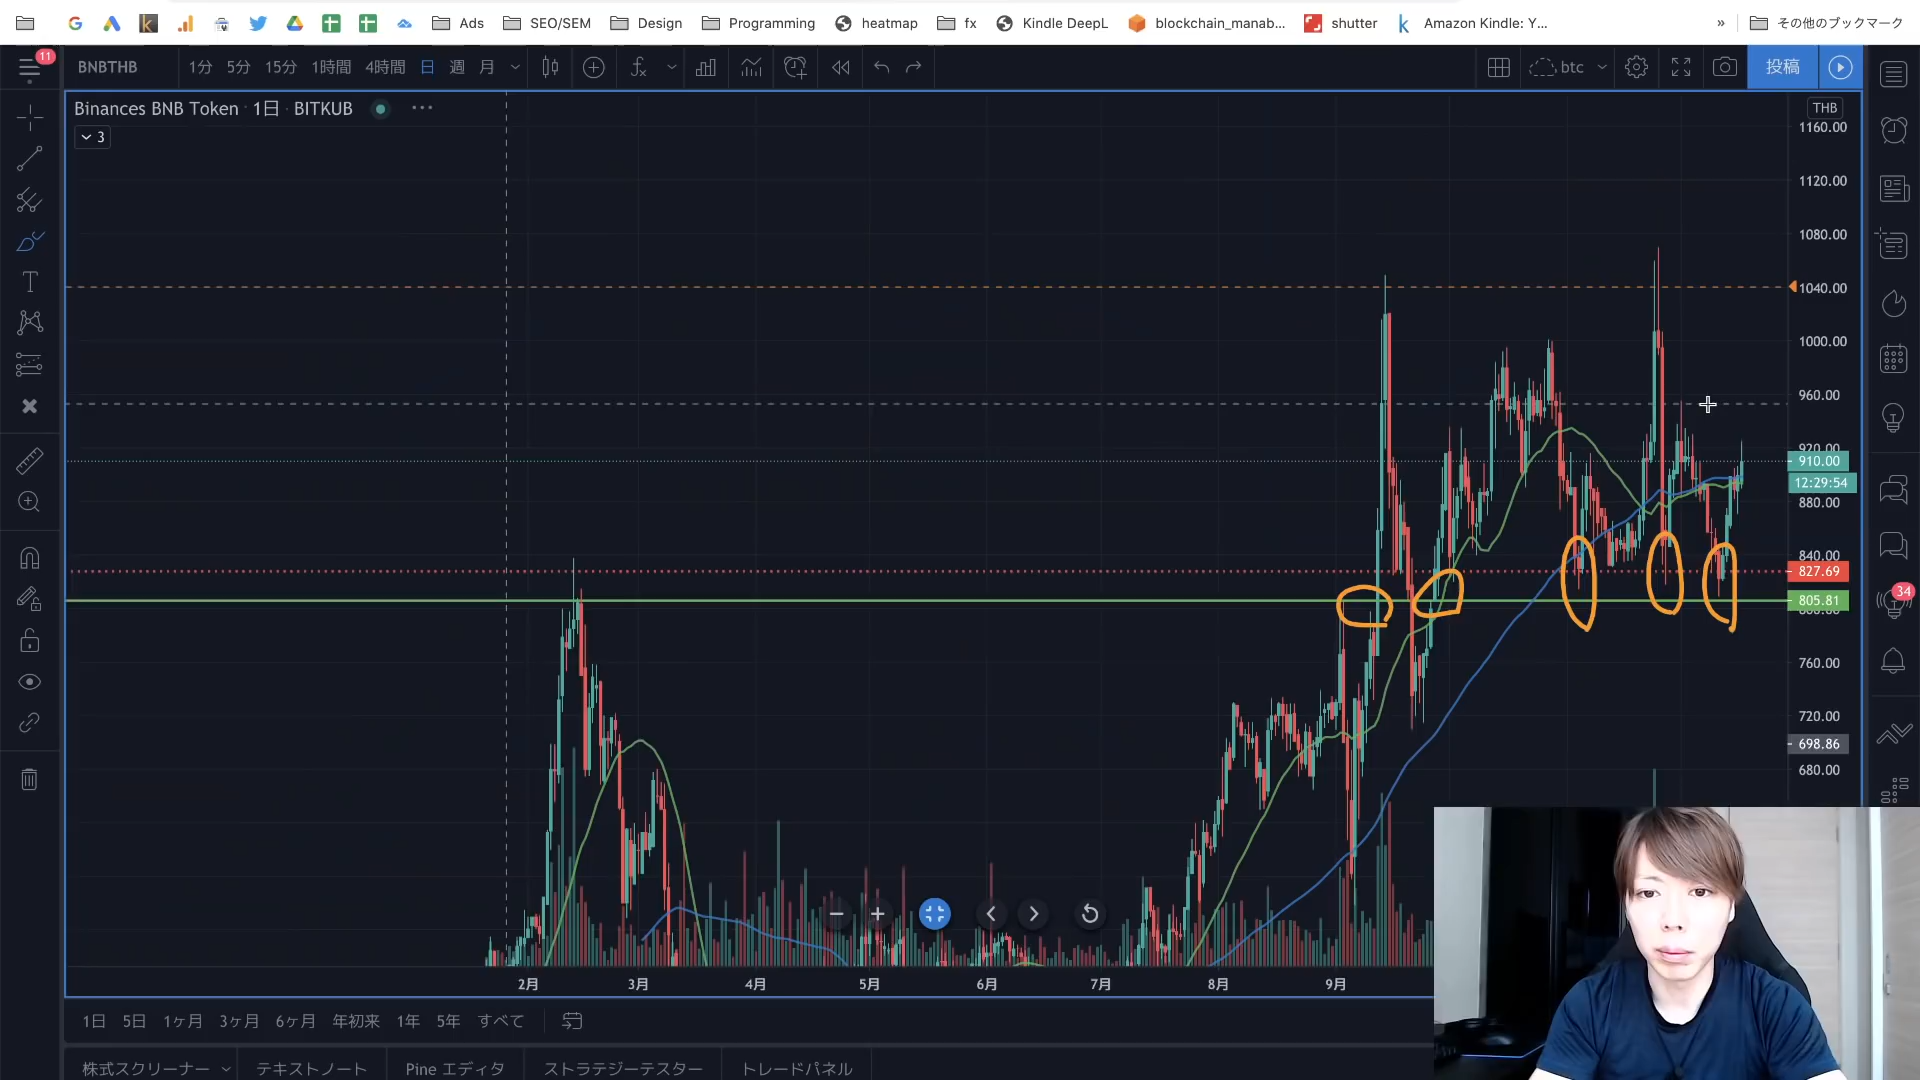 Ads SEO/SEM Design Programming heatmap fx Kindle DeepL blockchain_manab... shutter Amazon Kindle: Y... » その他のブックマーク
11
BNBTHB 1分 5分 15分 1時間 4時間 日 週 月 btc 投稿
Binances BNB Token · 1日 · BITKUB
3
THB
1160.00
1120.00
1080.00
1040.00
1000.00
960.00
920.00
910.00
12:29:54
880.00
840.00
827.69
805.81
760.00
720.00
698.86
680.00
34
2月 3月 4月 5月 6月 7月 8月 9月
1日 5日 1ヶ月 3ヶ月 6ヶ月 年初来 1年 5年 すべて
株式スクリーナー テキストノート Pine エディタ ストラテジーテスター トレードパネル